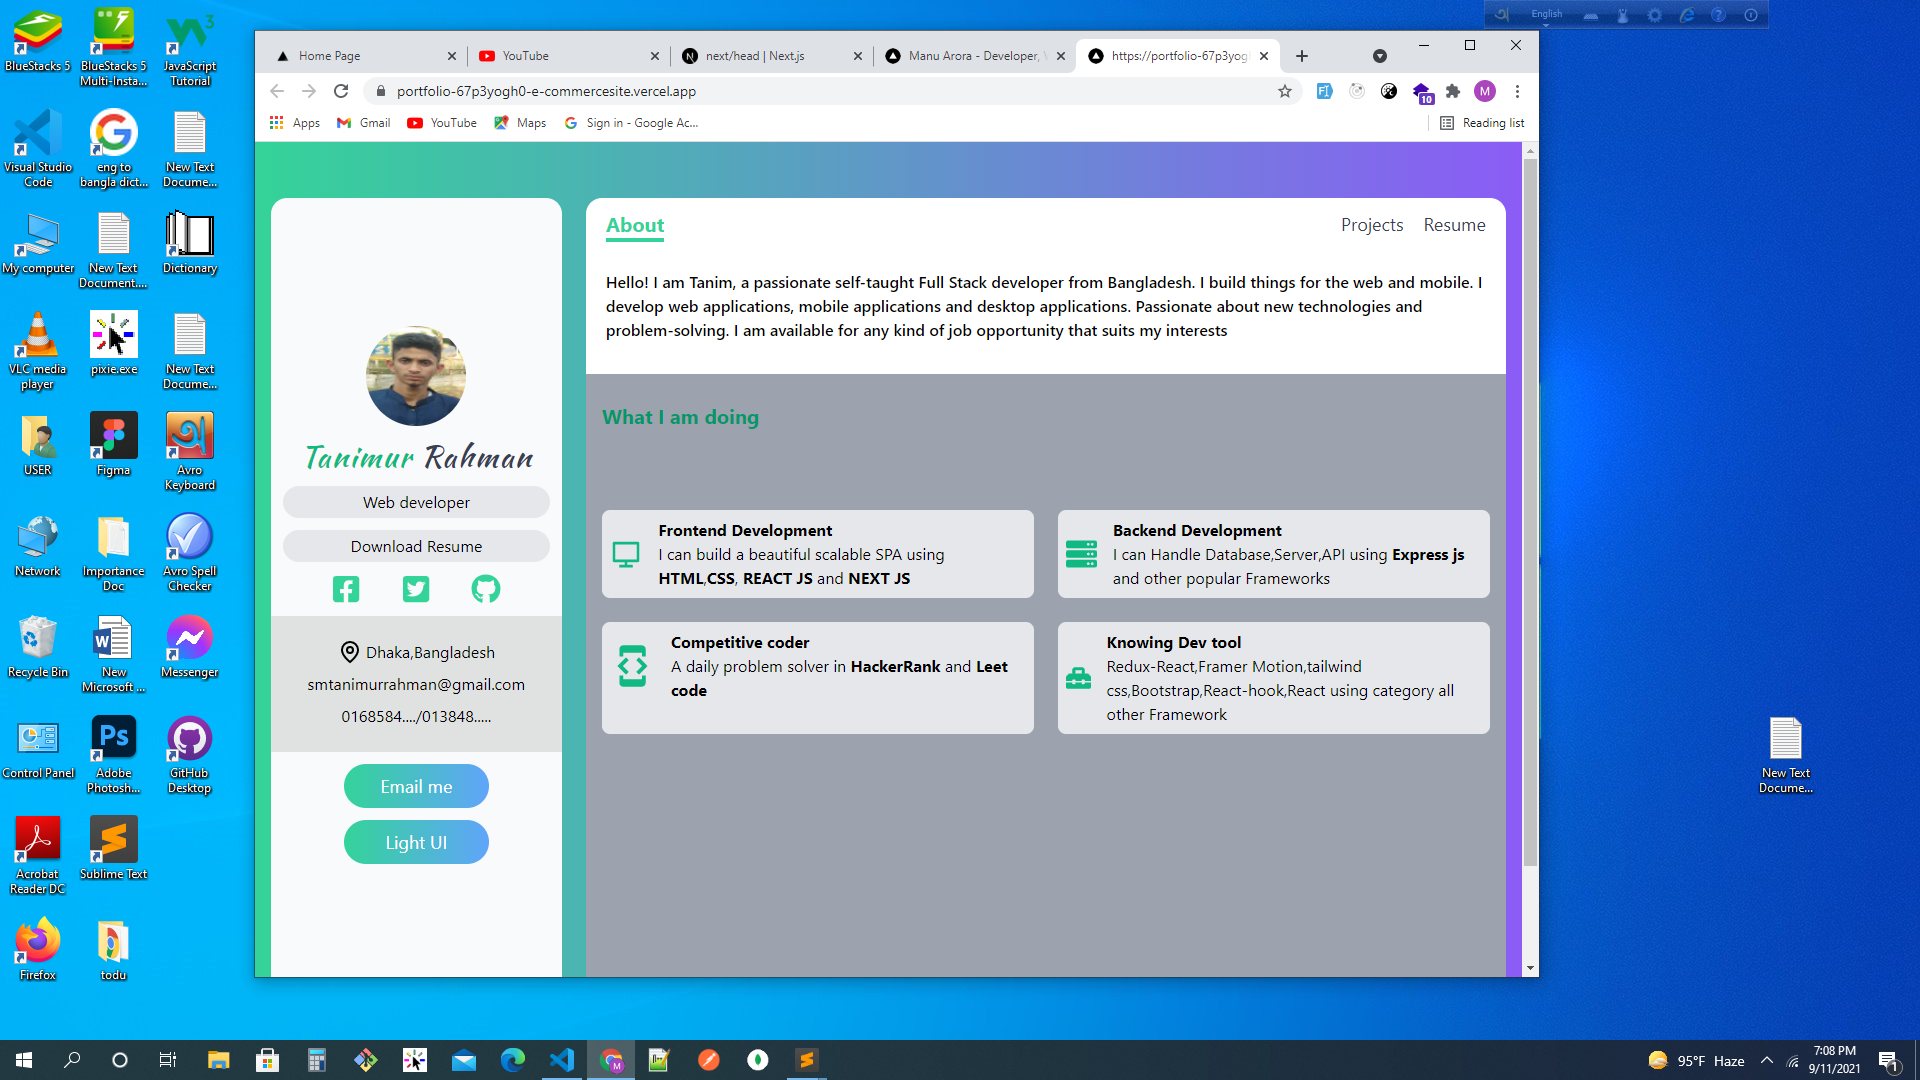 BlueStacks 5
BlueStacks 5
Multi-Insta...
JavaScript
Tutorial
Visual Studio
Code
eng to
bangla dict...
New Text
Docume...
My computer
New Text
Document....
Dictionary
VLC media
player
pixie.exe
New Text
Docume...
USER
Figma
Avro
Keyboard
Network
Importance
Doc
Avro Spell
Checker
Recycle Bin
New
Microsoft ...
Messenger
Control Panel
Adobe
Photosh...
GitHub
Desktop
Acrobat
Reader DC
Sublime Text
Firefox
todu
English
Home Page
YouTube
next/head | Next.js
Manu Arora - Developer,
https://portfolio-67p3yog
portfolio-67p3yogh0-e-commercesite.vercel.app
10
M
Apps
Gmail
YouTube
Maps
Sign in - Google Ac...
Reading list
Tanimur Rahman
Web developer
Download Resume
Dhaka,Bangladesh
smtanimurrahman@gmail.com
0168584..../013848.....
Email me
Light UI
About
Projects
Resume
Hello! I am Tanim, a passionate self-taught Full Stack developer from Bangladesh. I build things for the web and mobile. I
develop web applications, mobile applications and desktop applications. Passionate about new technologies and
problem-solving. I am available for any kind of job opportunity that suits my interests
What I am doing
Frontend Development
I can build a beautiful scalable SPA using
HTML,CSS, REACT JS and NEXT JS
Backend Development
I can Handle Database,Server,API using Express js
and other popular Frameworks
Competitive coder
A daily problem solver in HackerRank and Leet
code
Knowing Dev tool
Redux-React,Framer Motion,tailwind
css,Bootstrap,React-hook,React using category all
other Framework
New Text
Docume...
95°F Haze
7:08 PM
9/11/2021
1